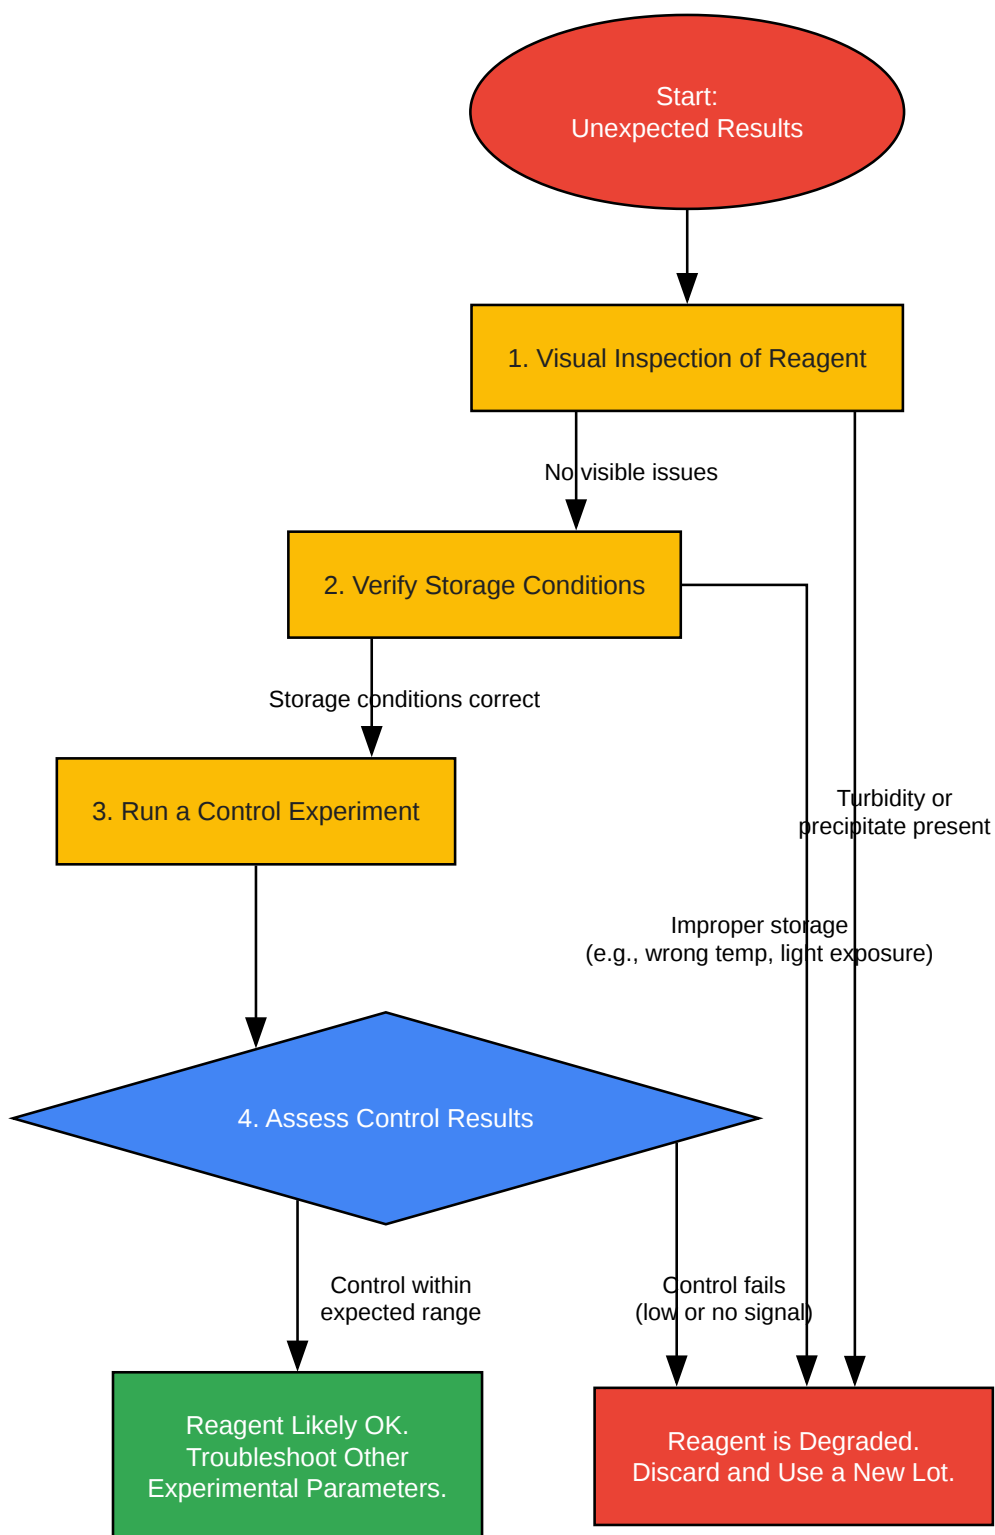 Start:
Unexpected Results
1. Visual Inspection of Reagent
No visible issues
2. Verify Storage Conditions
Storage conditions correct
3. Run a Control Experiment
Turbidity or
precipitate present
Improper storage
(e.g., wrong temp, light exposure)
4. Assess Control Results
Control within
expected range
Control fails
(low or no signal)
Reagent Likely OK.
Troubleshoot Other
Experimental Parameters.
Reagent is Degraded.
Discard and Use a New Lot.